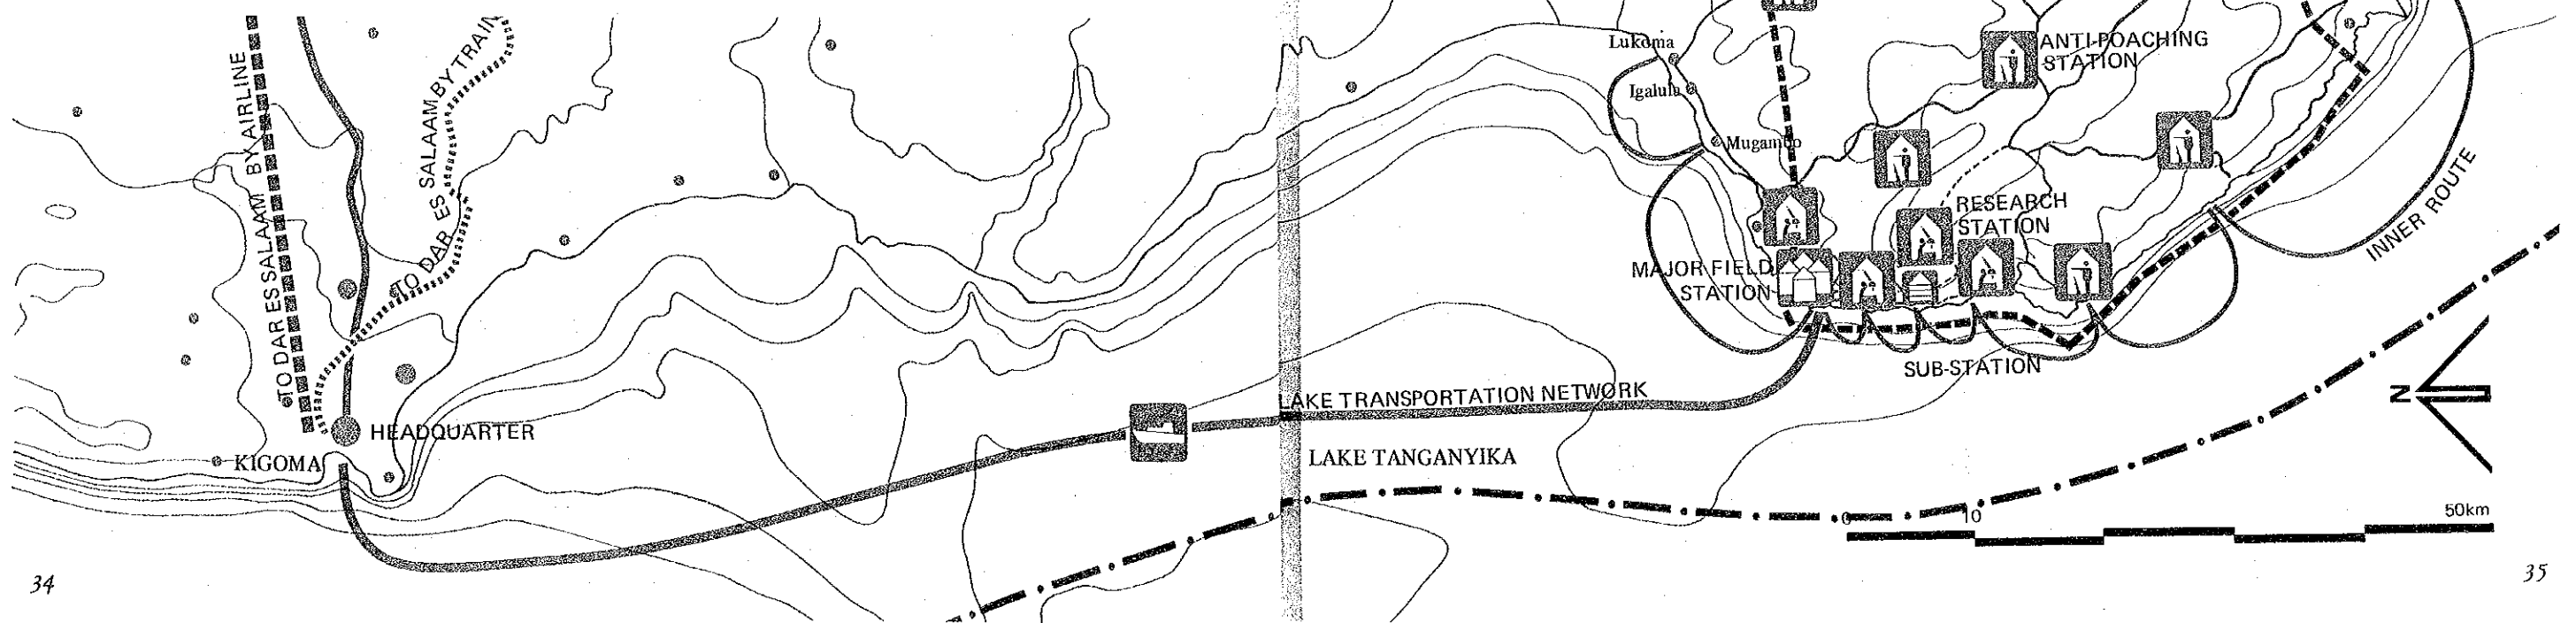 TO DAR ES SALAAM BY AIRLINE
TO DAR ES SALAAM BY TRAIN
HEADQUARTER
KIGOMA
34
Lukoma
Igalula
Mugambo
ANTI-POACHING
STATION
RESEARCH
STATION
MAJOR FIELD
STATION
SUB-STATION
INNER ROUTE
LAKE TRANSPORTATION NETWORK
LAKE TANGANYIKA
N
0 10 50km
35